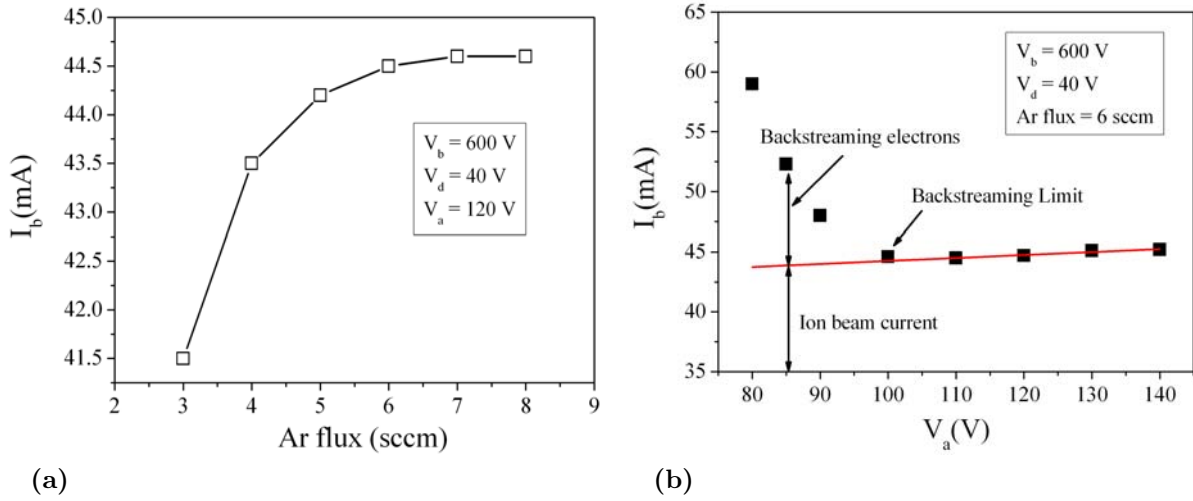 45.0
44.5
44.0
43.5
43.0
42.5
42.0
41.5
I_b(mA)
V_b = 600 V
V_d = 40 V
V_a = 120 V
2 3 4 5 6 7 8 9
Ar flux (sccm)
(a)
65
60
55
50
45
40
35
I_b(mA)
V_b = 600 V
V_d = 40 V
Ar flux = 6 sccm
Backstreaming electrons
Backstreaming Limit
Ion beam current
80 90 100 110 120 130 140
V_a(V)
(b)